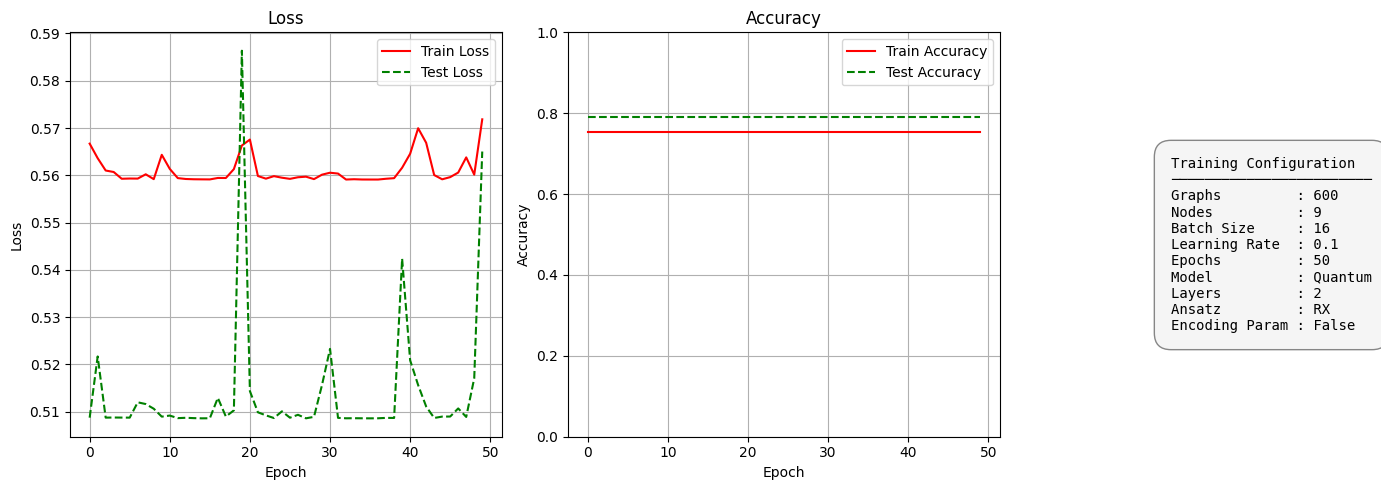 Loss
0.59
0.58
0.57
0.56
0.55
0.54
0.53
0.52
0.51
Loss
0
10
20
30
40
50
Epoch
Train Loss
Test Loss
Accuracy
1.0
0.8
0.6
0.4
0.2
0.0
Accuracy
0
10
20
30
40
50
Epoch
Train Accuracy
Test Accuracy
Training Configuration
Graphs : 600
Nodes : 9
Batch Size : 16
Learning Rate : 0.1
Epochs : 50
Model : Quantum
Layers : 2
Ansatz : RX
Encoding Param : False